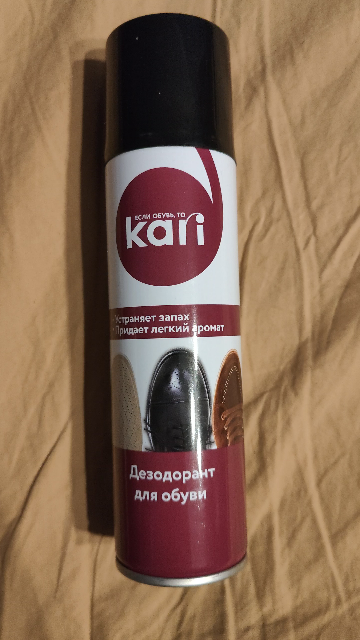 ЕСЛИ ОБУВЬ, ТО
kari
Устраняет запах
Придает легкий аромат
Дезодорант
для обуви